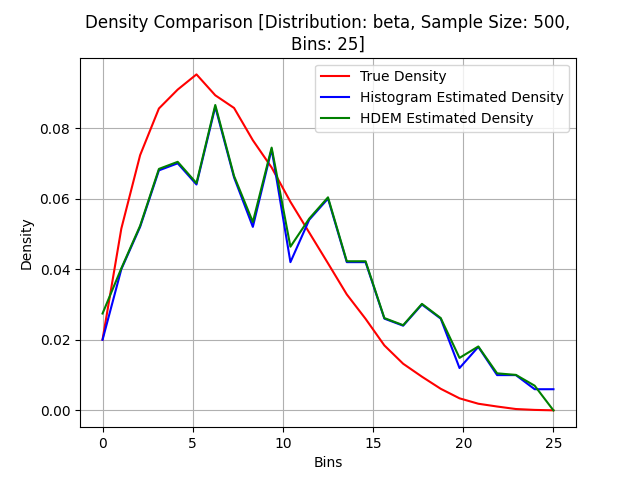 Density Comparison [Distribution: beta, Sample Size: 500,
Bins: 25]
True Density
Histogram Estimated Density
HDEM Estimated Density
Density
0.08
0.06
0.04
0.02
0.00
0
5
10
15
20
25
Bins